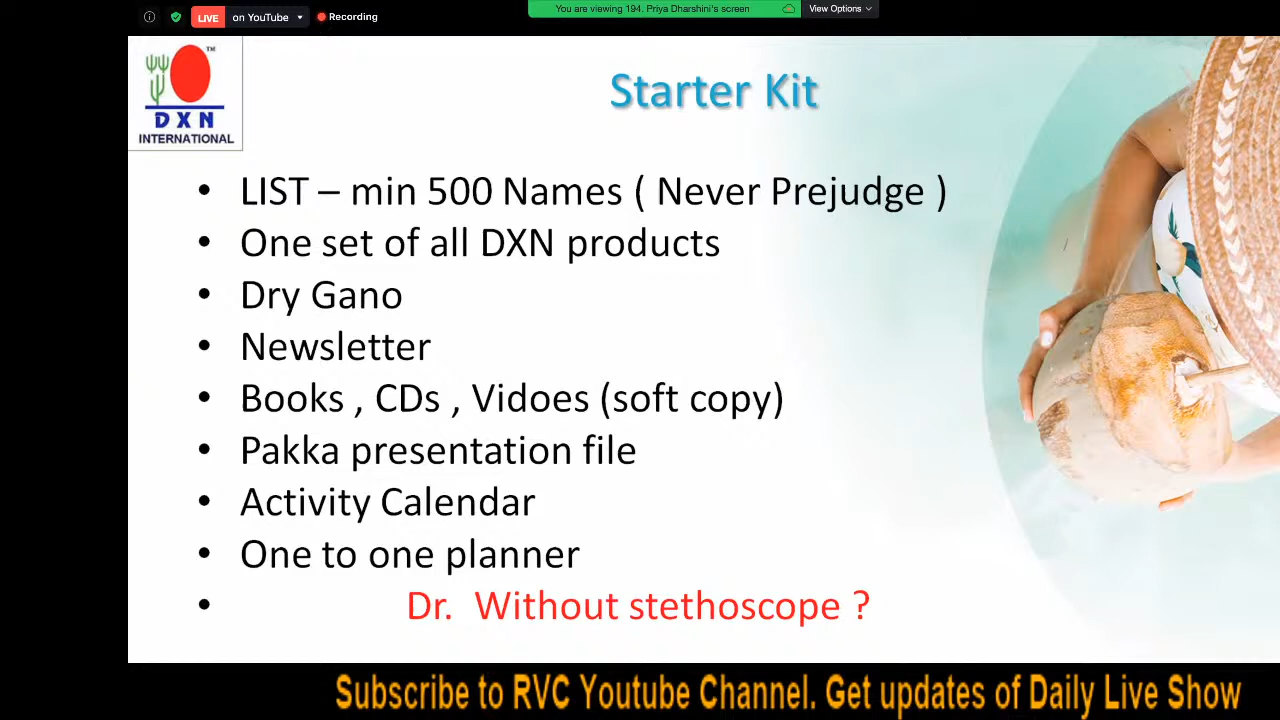 LIVE on YouTube Recording
You are viewing 194. Priya Dharshini's screen View Options
TM
DXN
INTERNATIONAL
Starter Kit
• LIST – min 500 Names ( Never Prejudge )
• One set of all DXN products
• Dry Gano
• Newsletter
• Books , CDs , Vidoes (soft copy)
• Pakka presentation file
• Activity Calendar
• One to one planner
• Dr. Without stethoscope ?
Subscribe to RVC Youtube Channel. Get updates of Daily Live Show